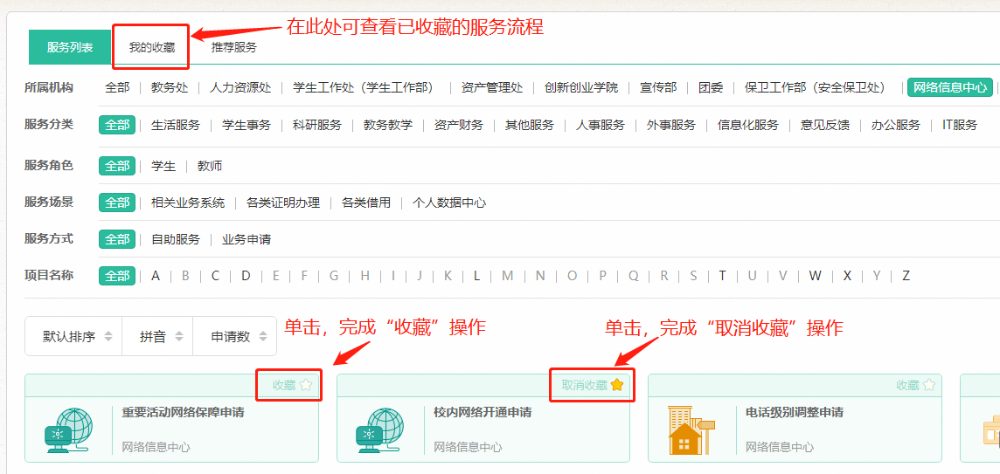 在此处可查看已收藏的服务流程
服务列表 我的收藏 推荐服务
所属机构 全部 教务处 人力资源处 学生工作处（学生工作部） 资产管理处 创新创业学院 宣传部 团委 保卫工作部（安全保卫处） 网络信息中心
服务分类 全部 生活服务 学生事务 科研服务 教务教学 资产财务 其他服务 人事服务 外事服务 信息化服务 意见反馈 办公服务 IT服务
服务角色 全部 学生 教师
服务场景 全部 相关业务系统 各类证明办理 各类借用 个人数据中心
服务方式 全部 自助服务 业务申请
项目名称 全部 A B C D E F G H I J K L M N O P Q R S T U V W X Y Z
默认排序 拼音 申请数
单击，完成“收藏”操作
单击，完成“取消收藏”操作
收藏 取消收藏 收藏
重要活动网络保障申请 校内网络开通申请 电话级别调整申请
网络信息中心 网络信息中心 网络信息中心